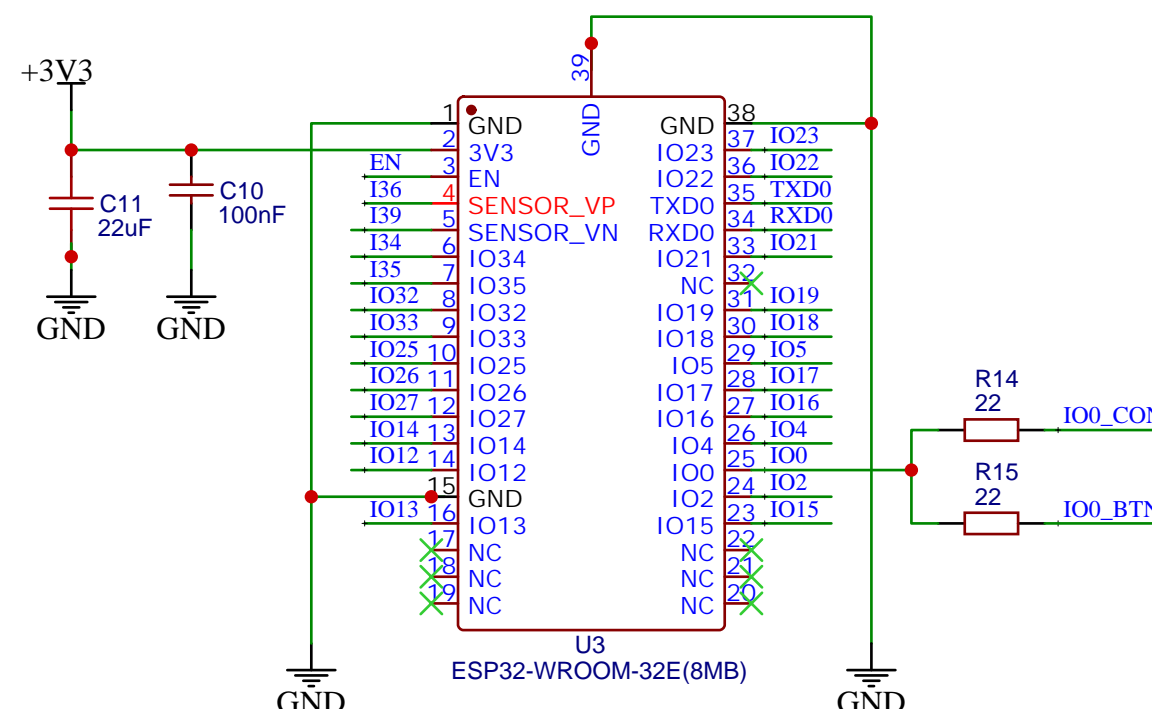 +3V3
C11
22uF
C10
100nF
GND
GND
39
GND
1 GND
2 3V3
EN 3 EN
I36 4 SENSOR_VP
I39 5 SENSOR_VN
I34 6 IO34
I35 7 IO35
IO32 8 IO32
IO33 9 IO33
IO25 10 IO25
IO26 11 IO26
IO27 12 IO27
IO14 13 IO14
IO12 14 IO12
15 GND
IO13 16 IO13
17 NC
18 NC
19 NC
GND 38
IO23 37 IO23
IO22 36 IO22
TXD0 35 TXD0
RXD0 34 RXD0
IO21 33 IO21
NC 32
IO19 31 IO19
IO18 30 IO18
IO5 29 IO5
IO17 28 IO17
IO16 27 IO16
IO4 26 IO4
IO0 25 IO0
IO2 24 IO2
IO15 23 IO15
NC 22
NC 21
NC 20
U3
ESP32-WROOM-32E(8MB)
GND
GND
R14
22
IO0_CON
R15
22
IO0_BTN